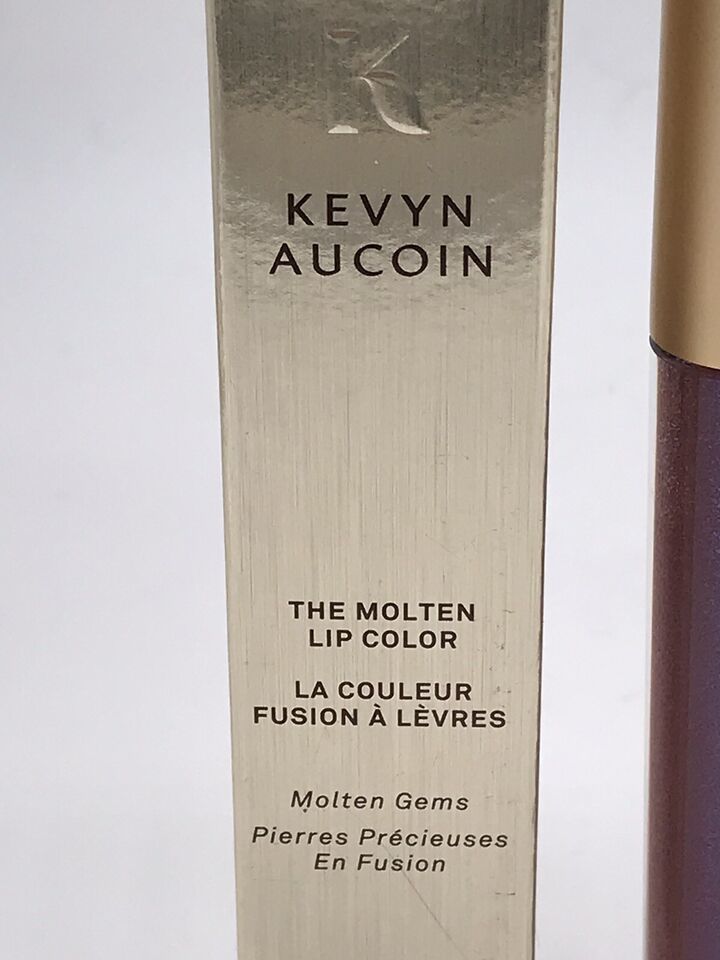 K
KEVYN
AUCOIN
THE MOLTEN
LIP COLOR
LA COULEUR
FUSION À LÈVRES
Molten Gems
Pierres Précieuses
En Fusion